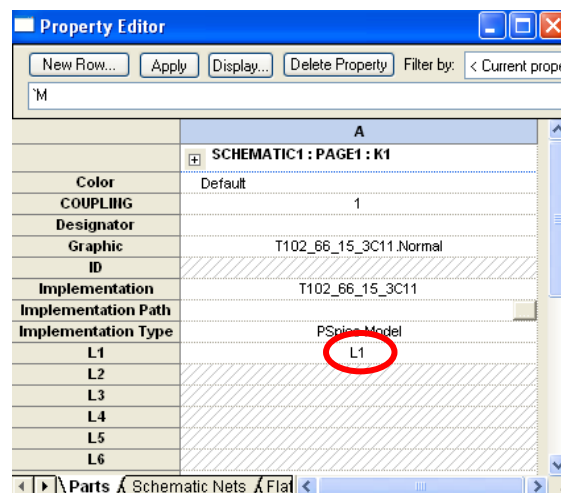 Property Editor
New Row... Apply Display... Delete Property Filter by: < Current prope
`M
A
SCHEMATIC1 : PAGE1 : K1
Color Default
COUPLING 1
Designator
Graphic T102_66_15_3C11.Normal
ID
Implementation T102_66_15_3C11
Implementation Path
Implementation Type PSpice Model
L1 L1
L2
L3
L4
L5
L6
Parts Schematic Nets Flat